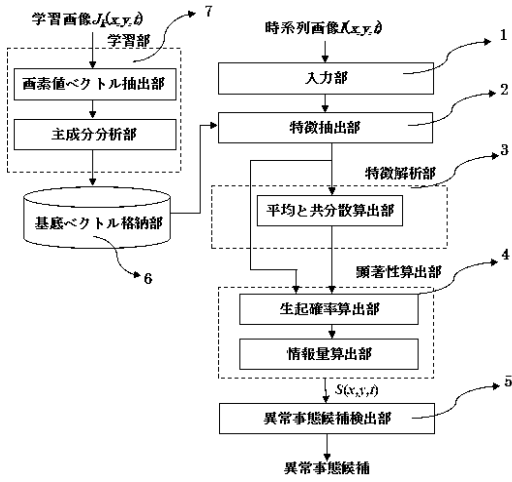 学習画像J_k(x,y,t)
7
学習部
画素値ベクトル抽出部
主成分分析部
基底ベクトル格納部
6
時系列画像I(x,y,t)
1
入力部
2
特徴抽出部
3
特徴解析部
平均と共分散算出部
4
顕著性算出部
生起確率算出部
情報量算出部
S(x,y,t)
5
異常事態候補検出部
異常事態候補